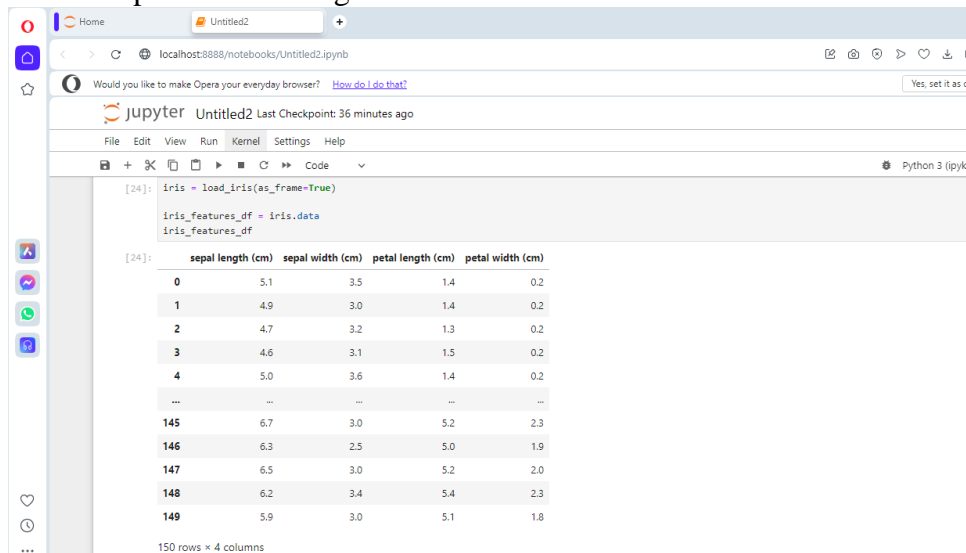 Home
Untitled2
localhost:8888/notebooks/Untitled2.ipynb
Would you like to make Opera your everyday browser? How do I do that?
Yes, set it as
jupyter Untitled2 Last Checkpoint: 36 minutes ago
File Edit View Run Kernel Settings Help
Code
Python 3
[24]: iris = load_iris(as_frame=True)
iris_features_df = iris.data
iris_features_df
[24]: sepal length (cm) sepal width (cm) petal length (cm) petal width (cm)
0 5.1 3.5 1.4 0.2
1 4.9 3.0 1.4 0.2
2 4.7 3.2 1.3 0.2
3 4.6 3.1 1.5 0.2
4 5.0 3.6 1.4 0.2
... ... ... ... ...
145 6.7 3.0 5.2 2.3
146 6.3 2.5 5.0 1.9
147 6.5 3.0 5.2 2.0
148 6.2 3.4 5.4 2.3
149 5.9 3.0 5.1 1.8
150 rows × 4 columns